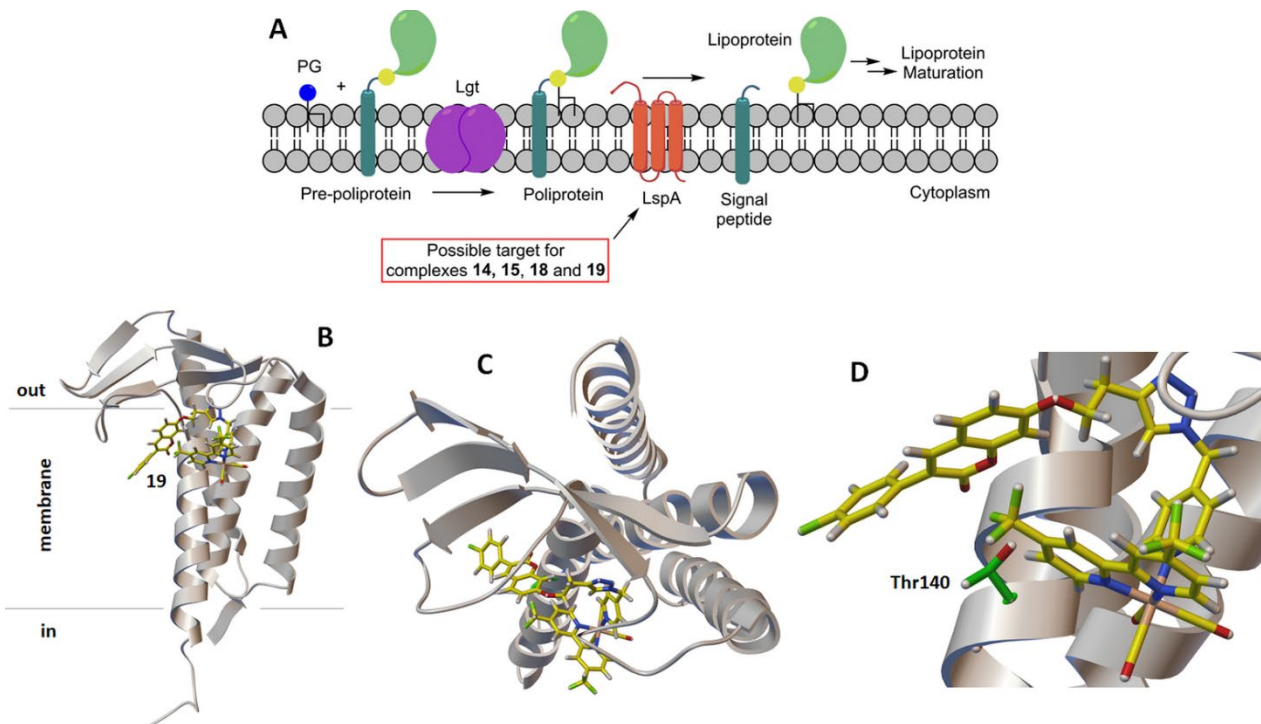 A
PG
+
Lgt
Lipoprotein
Lipoprotein
Maturation
Pre-poliprotein
Poliprotein
LspA
Signal
peptide
Cytoplasm
Possible target for
complexes 14, 15, 18 and 19
B
out
membrane
19
in
C
D
Thr140